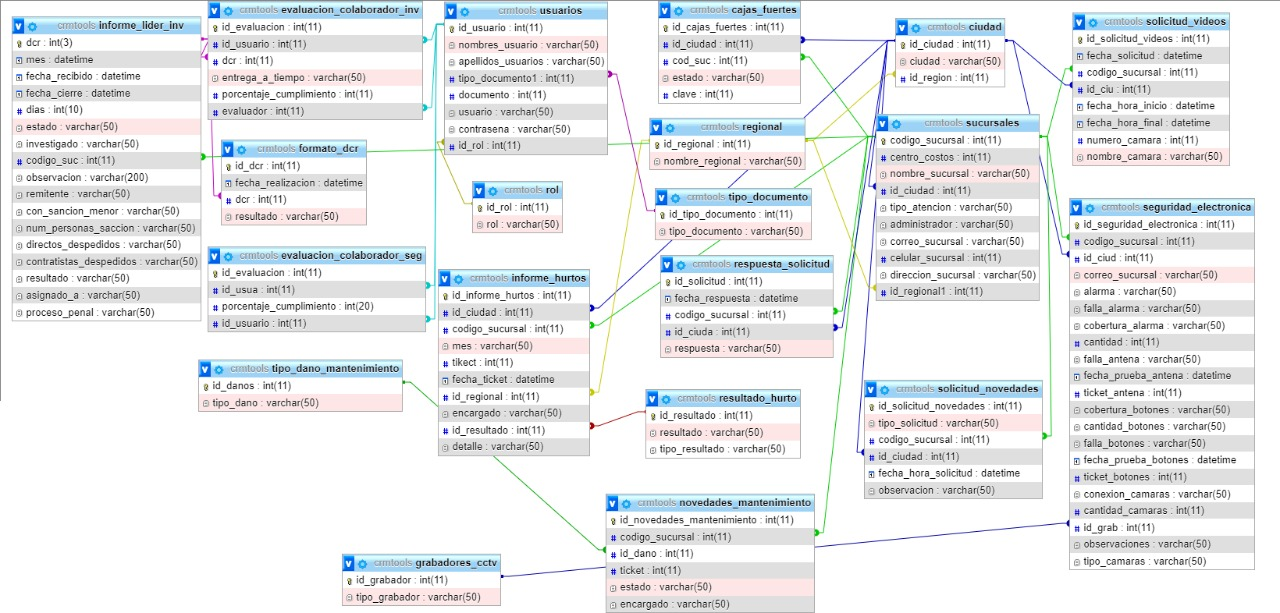 crmtools informe_lider_inv
dcr : int(3)
mes : datetime
fecha_recibido : datetime
fecha_cierre : datetime
dias : int(10)
estado : varchar(50)
investigado : varchar(50)
codigo_suc : int(11)
observacion : varchar(200)
remitente : varchar(50)
con_sancion_menor : varchar(50)
num_personas_saccion : varchar(50)
directos_despedidos : varchar(50)
contratistas_despedidos : varchar(50)
resultado : varchar(50)
asignado_a : varchar(50)
proceso_penal : varchar(50)
crmtools evaluacion_colaborador_inv
id_evaluacion : int(11)
id_usuario : int(11)
dcr : int(11)
entrega_a_tiempo : varchar(50)
porcentaje_cumplimiento : int(11)
evaluador : int(11)
crmtools formato_dcr
id_dcr : int(11)
fecha_realizacion : datetime
dcr : int(11)
resultado : varchar(50)
crmtools evaluacion_colaborador_seg
id_evaluacion : int(11)
id_usua : int(11)
porcentaje_cumplimiento : int(20)
id_usuario : int(11)
crmtools tipo_dano_mantenimiento
id_danos : int(11)
tipo_dano : varchar(50)
crmtools grabadores_cctv
id_grabador : int(11)
tipo_grabador : varchar(50)
crmtools usuarios
id_usuario : int(11)
nombres_usuario : varchar(50)
apellidos_usuario : varchar(50)
tipo_documento1 : int(11)
documento : int(11)
usuario : varchar(50)
contrasena : varchar(50)
id_rol : int(11)
crmtools rol
id_rol : int(11)
rol : varchar(50)
crmtools informe_hurtos
id_informe_hurtos : int(11)
id_ciudad : int(11)
codigo_sucursal : int(11)
mes : varchar(50)
tikect : int(11)
fecha_ticket : datetime
id_regional : int(11)
encargado : varchar(50)
id_resultado : int(11)
detalle : varchar(50)
crmtools cajas_fuertes
id_cajas_fuertes : int(11)
id_ciudad : int(11)
cod_suc : int(11)
estado : varchar(50)
clave : int(11)
crmtools regional
id_regional : int(11)
nombre_regional : varchar(50)
crmtools tipo_documento
id_tipo_documento : int(11)
tipo_documento : varchar(50)
crmtools respuesta_solicitud
id_solicitud : int(11)
fecha_respuesta : datetime
codigo_sucursal : int(11)
id_ciuda : int(11)
respuesta : varchar(50)
crmtools resultado_hurto
id_resultado : int(11)
resultado : varchar(50)
tipo_resultado : varchar(50)
crmtools novedades_mantenimiento
id_novedades_mantenimiento : int(11)
codigo_sucursal : int(11)
id_dano : int(11)
ticket : int(11)
estado : varchar(50)
encargado : varchar(50)
crmtools ciudad
id_ciudad : int(11)
ciudad : varchar(50)
id_region : int(11)
crmtools sucursales
codigo_sucursal : int(11)
centro_costos : int(11)
nombre_sucursal : varchar(50)
id_ciudad : int(11)
tipo_atencion : varchar(50)
administrador : varchar(50)
correo_sucursal : varchar(50)
celular_sucursal : int(11)
direccion_sucursal : varchar(50)
id_regional1 : int(11)
crmtools solicitud_novedades
id_solicitud_novedades : int(11)
tipo_solicitud : varchar(50)
codigo_sucursal : int(11)
id_ciudad : int(11)
fecha_hora_solicitud : datetime
observacion : varchar(50)
crmtools solicitud_videos
id_solicitud_videos : int(11)
fecha_solicitud : datetime
codigo_sucursal : int(11)
id_ciu : int(11)
fecha_hora_inicio : datetime
fecha_hora_final : datetime
numero_camara : int(11)
nombre_camara : varchar(50)
crmtools seguridad_electronica
id_seguridad_electronica : int(11)
codigo_sucursal : int(11)
id_ciud : int(11)
correo_sucursal : varchar(50)
alarma : varchar(50)
falla_alarma : varchar(50)
cobertura_alarma : varchar(50)
cantidad : int(11)
falla_antena : varchar(50)
fecha_prueba_antena : datetime
ticket_antena : int(11)
cobertura_botones : varchar(50)
cantidad_botones : varchar(50)
falla_botones : varchar(50)
fecha_prueba_botones : datetime
ticket_botones : int(11)
conexion_camaras : varchar(50)
cantidad_camaras : int(11)
id_grab : int(11)
observaciones : varchar(50)
tipo_camaras : varchar(50)